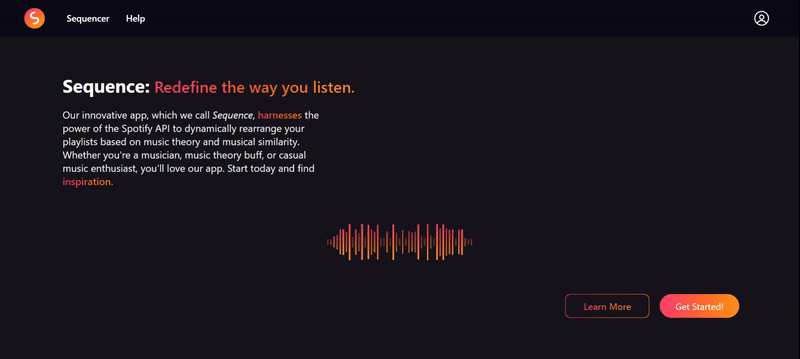 S
Sequencer Help
Sequence: Redefine the way you listen.
Our innovative app, which we call Sequence, harnesses the
power of the Spotify API to dynamically rearrange your
playlists based on music theory and musical similarity.
Whether you're a musician, music theory buff, or casual
music enthusiast, you'll love our app. Start today and find
inspiration.
Learn More
Get Started!